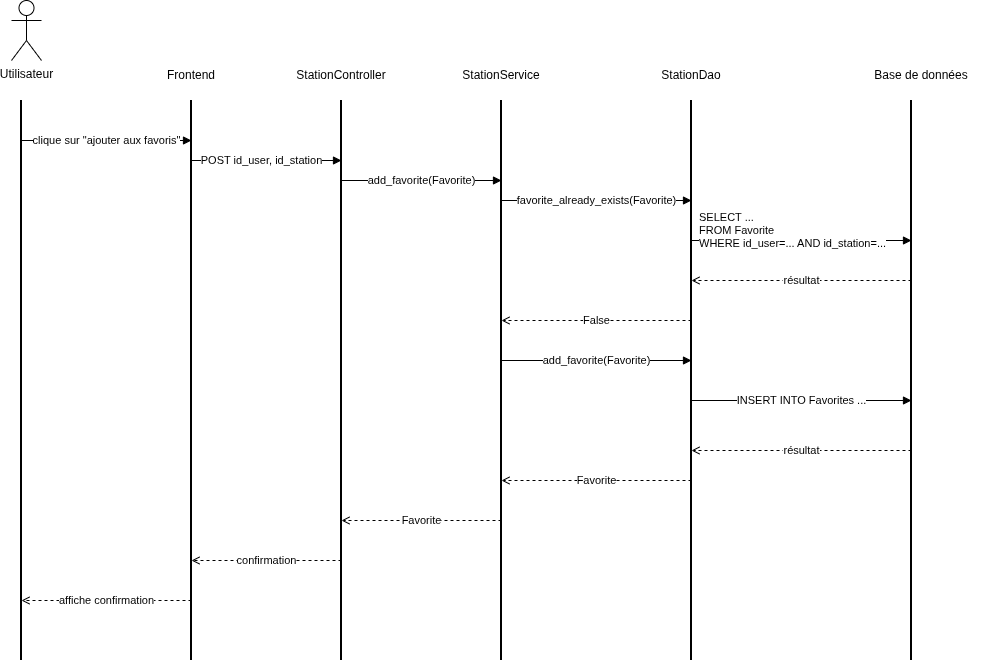 Utilisateur
Frontend
StationController
StationService
StationDao
Base de données
clique sur "ajouter aux favoris"
POST id_user, id_station
add_favorite(Favorite)
favorite_already_exists(Favorite)
SELECT ...
FROM Favorite
WHERE id_user=... AND id_station=...
résultat
False
add_favorite(Favorite)
INSERT INTO Favorites ...
résultat
Favorite
Favorite
confirmation
affiche confirmation